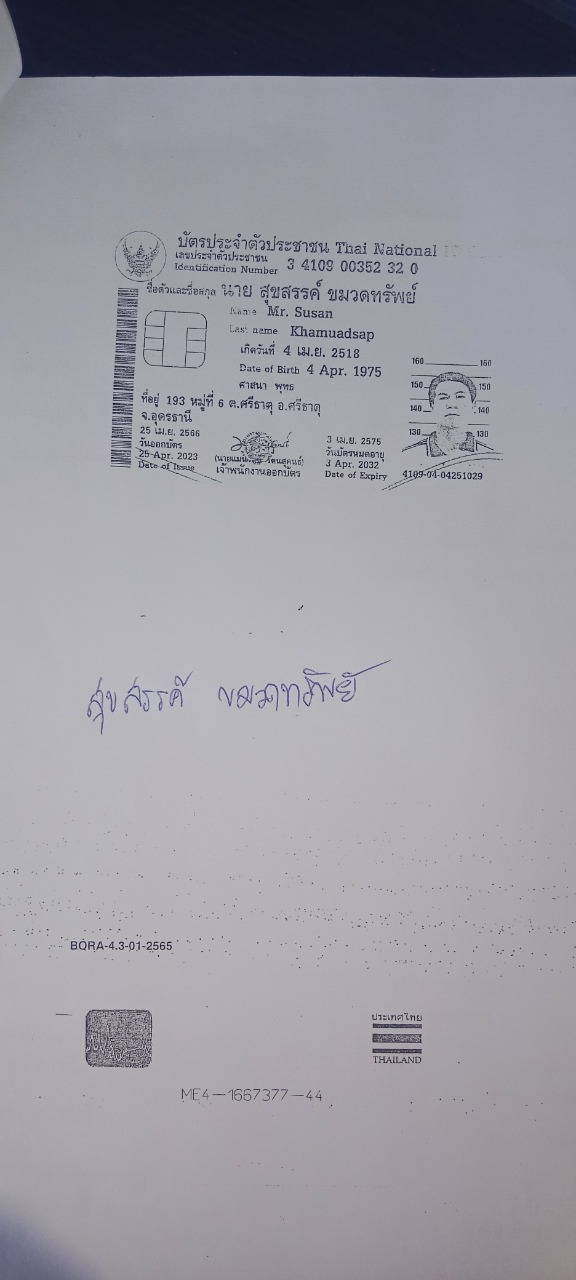 บัตรประจำตัวประชาชน Thai National
เลขประจำตัวประชาชน
Identification Number 3 4109 00352 32 0
ชื่อตัวและชื่อสกุล นาย สุขสรรค์ ขมวดทรัพย์
Name Mr. Susan
Last name Khamuadsap
เกิดวันที่ 4 เม.ย. 2518
Date of Birth 4 Apr. 1975
ศาสนา พุทธ
ที่อยู่ 193 หมู่ที่ 6 ต.ศรีธาตุ อ.ศรีธาตุ
จ.อุดรธานี
25 เม.ย. 2566
วันออกบัตร
25 Apr. 2023
Date of Issue
เจ้าพนักงานออกบัตร
3 เม.ย. 2575
วันบัตรหมดอายุ
3 Apr. 2032
Date of Expiry
160 160
150 150
140 140
130 130
4109-04-04251029
สุขสรรค์ ขมวดทรัพย์
BORA-4.3-01-2565
ประเทศไทย
THAILAND
ME4-1667377-44